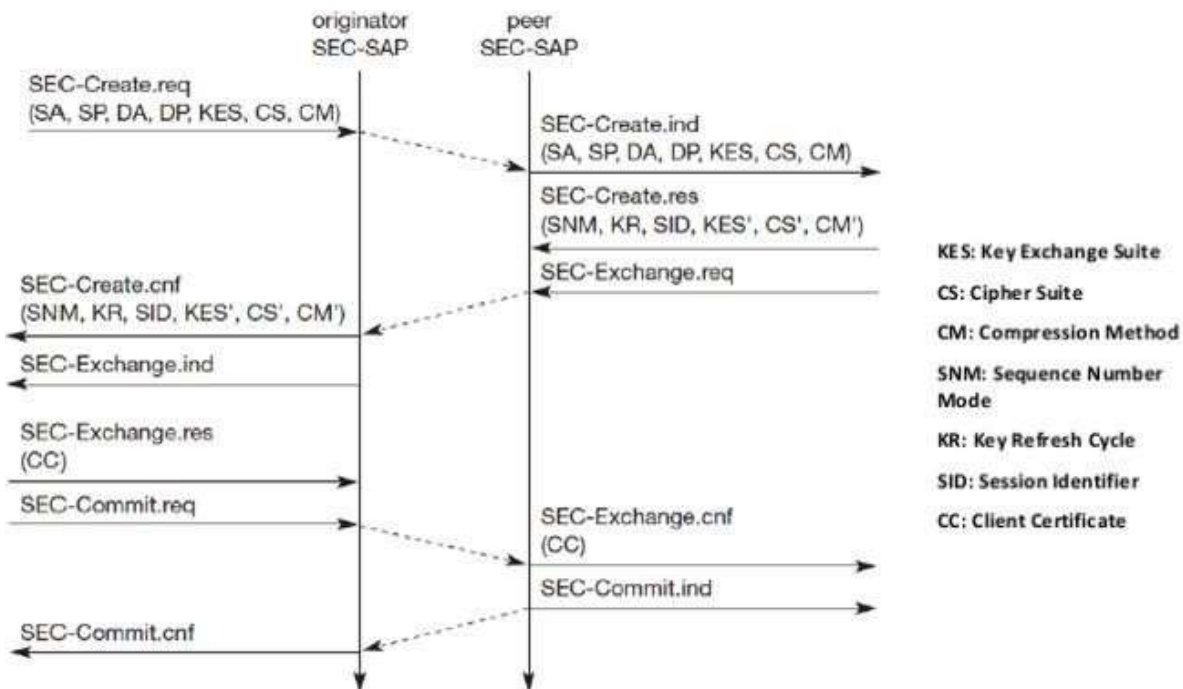 originator
SEC-SAP
peer
SEC-SAP
SEC-Create.req
(SA, SP, DA, DP, KES, CS, CM)
SEC-Create.ind
(SA, SP, DA, DP, KES, CS, CM)
SEC-Create.res
(SNM, KR, SID, KES', CS', CM')
SEC-Exchange.req
SEC-Create.cnf
(SNM, KR, SID, KES', CS', CM')
SEC-Exchange.ind
SEC-Exchange.res
(CC)
SEC-Commit.req
SEC-Exchange.cnf
(CC)
SEC-Commit.ind
SEC-Commit.cnf
KES: Key Exchange Suite
CS: Cipher Suite
CM: Compression Method
SNM: Sequence Number
Mode
KR: Key Refresh Cycle
SID: Session Identifier
CC: Client Certificate